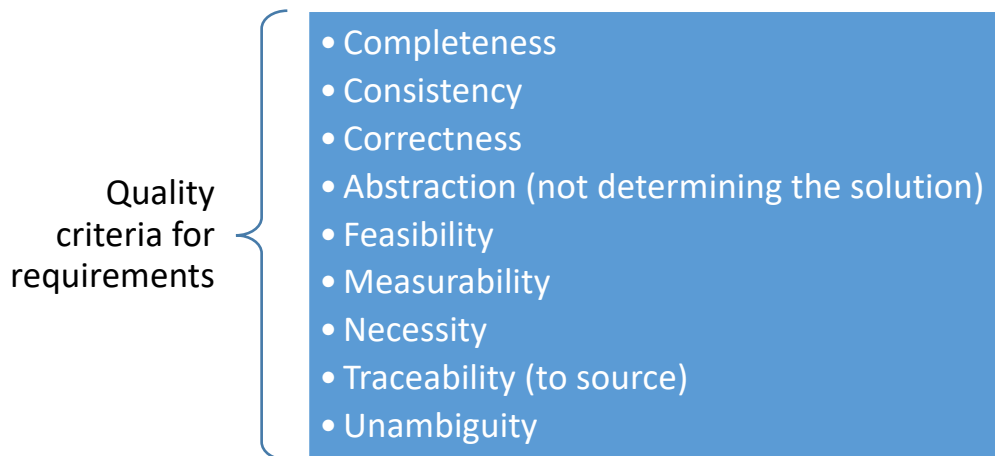 Quality
criteria for
requirements
• Completeness
• Consistency
• Correctness
• Abstraction (not determining the solution)
• Feasibility
• Measurability
• Necessity
• Traceability (to source)
• Unambiguity